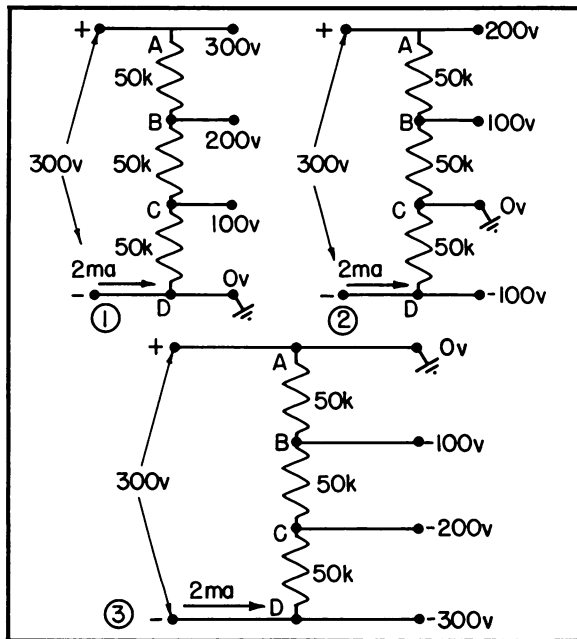 + A 300v
50k
B 200v
300v 50k
C 100v
50k
2ma 0v
- D
①
+ A 200v
50k
B 100v
300v 50k
C 0v
50k
2ma
- D -100v
②
+ A 0v
50k
B -100v
300v 50k
C -200v
50k
2ma D
③ - -300v